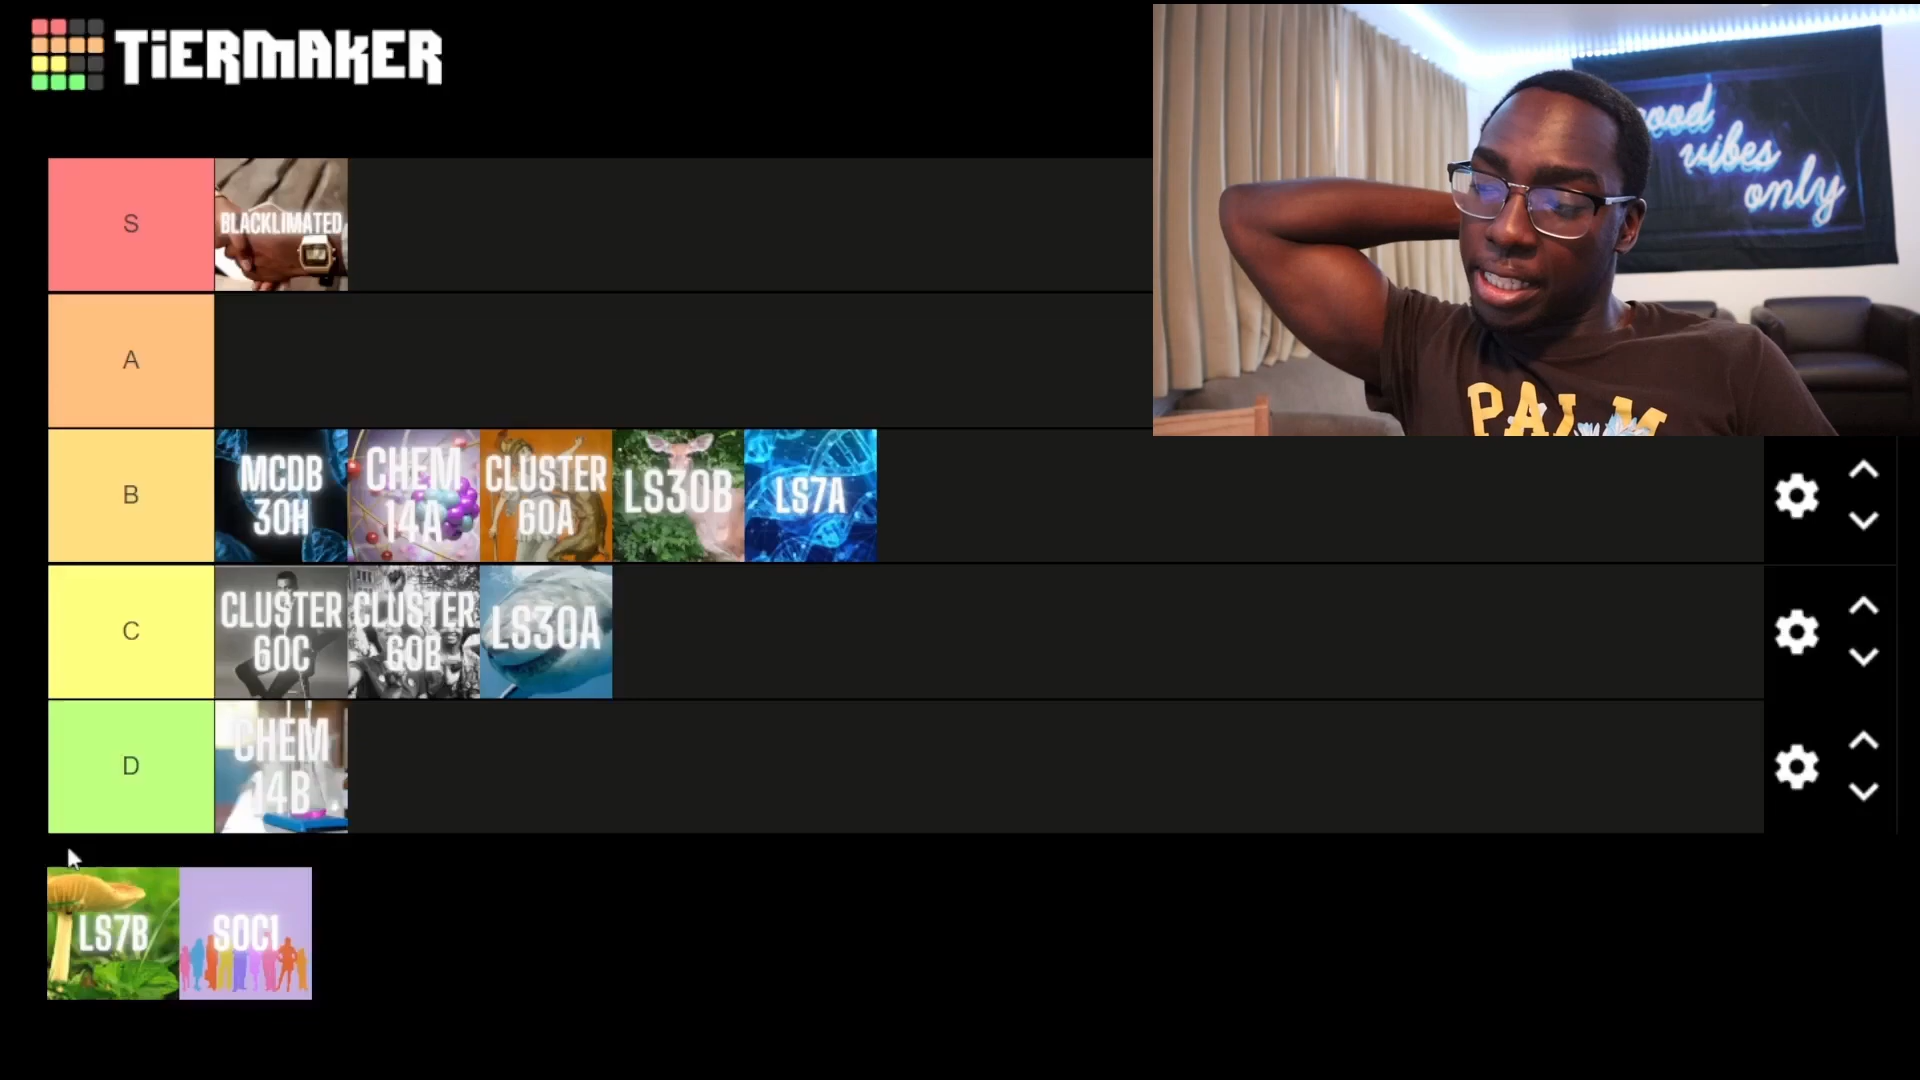 TiERMAKER
good
vibes
only
PALM
S
BLACKLIMATED
A
B
MCDB
30H
CHEM
14A
CLUSTER
60A
LS30B
LS7A
C
CLUSTER
60C
CLUSTER
60B
LS30A
D
CHEM
14B
LS7B
SOC1